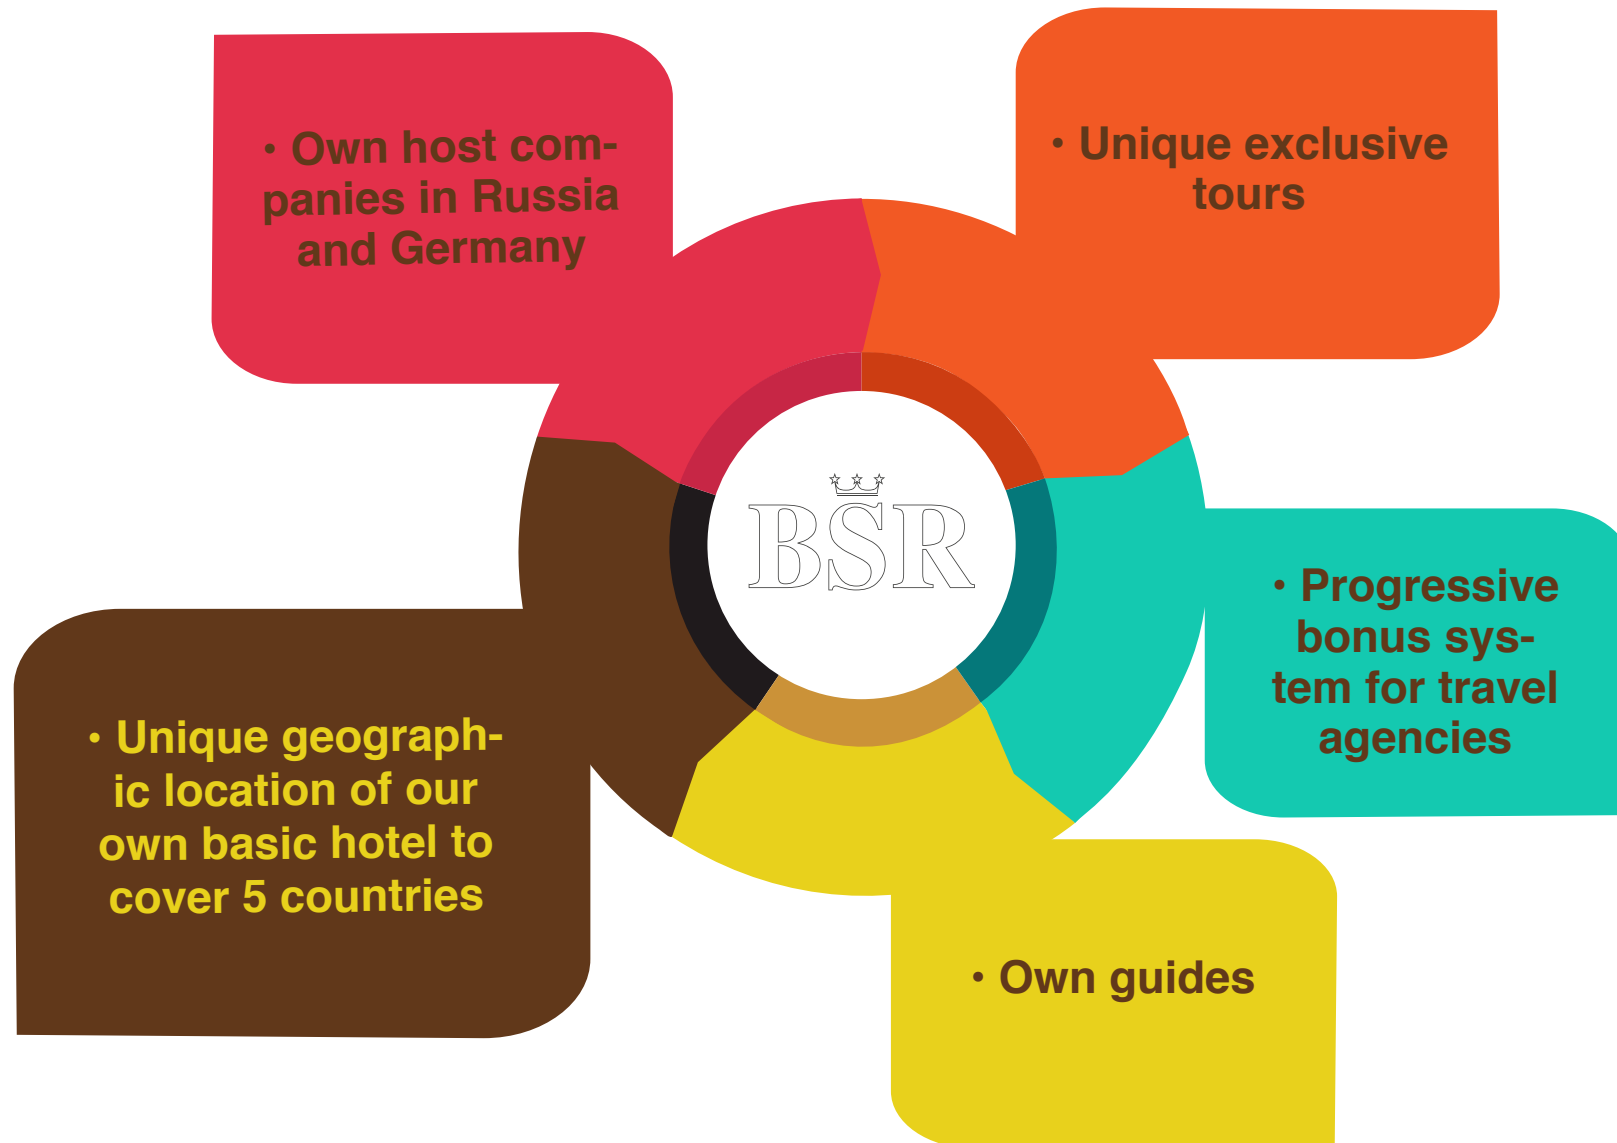 • Own host com-
panies in Russia
and Germany
• Unique exclusive
tours
BSR
• Progressive
bonus sys-
tem for travel
agencies
• Unique geograph-
ic location of our
own basic hotel to
cover 5 countries
• Own guides